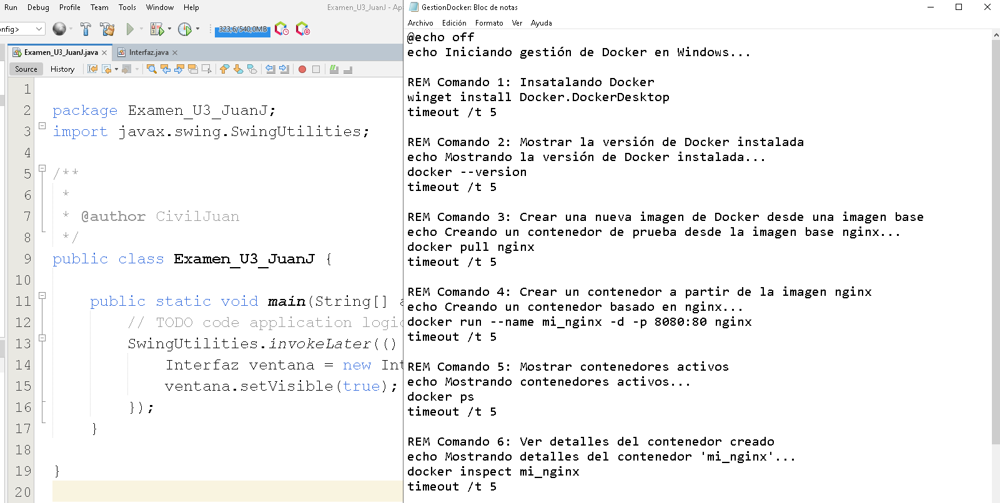 Run Debug Profile Team Tools Window Help
Examen_U3_JuanJ - Ap
nfig>
323,6/540,0MB
Examen_U3_JuanJ.java
Interfaz.java
Source History
1
2 package Examen_U3_JuanJ;
3 import javax.swing.SwingUtilities;
4
5 /**
6 *
7 * @author CivilJuan
8 */
9 public class Examen_U3_JuanJ {
10
11 public static void main(String[] a
12 // TODO code application logic
13 SwingUtilities.invokeLater(()
14 Interfaz ventana = new Int
15 ventana.setVisible(true);
16 });
17 }
18
19 }
20
GestionDocker: Bloc de notas
Archivo Edición Formato Ver Ayuda
@echo off
echo Iniciando gestión de Docker en Windows...
REM Comando 1: Insatalando Docker
winget install Docker.DockerDesktop
timeout /t 5
REM Comando 2: Mostrar la versión de Docker instalada
echo Mostrando la versión de Docker instalada...
docker --version
timeout /t 5
REM Comando 3: Crear una nueva imagen de Docker desde una imagen base
echo Creando un contenedor de prueba desde la imagen base nginx...
docker pull nginx
timeout /t 5
REM Comando 4: Crear un contenedor a partir de la imagen nginx
echo Creando un contenedor basado en nginx...
docker run --name mi_nginx -d -p 8080:80 nginx
timeout /t 5
REM Comando 5: Mostrar contenedores activos
echo Mostrando contenedores activos...
docker ps
timeout /t 5
REM Comando 6: Ver detalles del contenedor creado
echo Mostrando detalles del contenedor 'mi_nginx'...
docker inspect mi_nginx
timeout /t 5